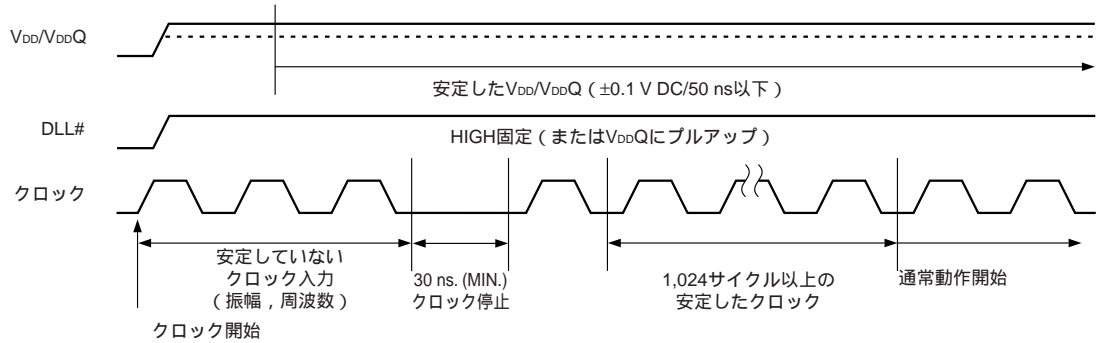 VDD/VDDQ
安定したVDD/VDDQ（±0.1 V DC/50 ns以下）
DLL#
HIGH固定（またはVDDQにプルアップ）
クロック
安定していない
クロック入力
（振幅，周波数）
30 ns. (MIN.)
クロック停止
1,024サイクル以上の
安定したクロック
通常動作開始
クロック開始